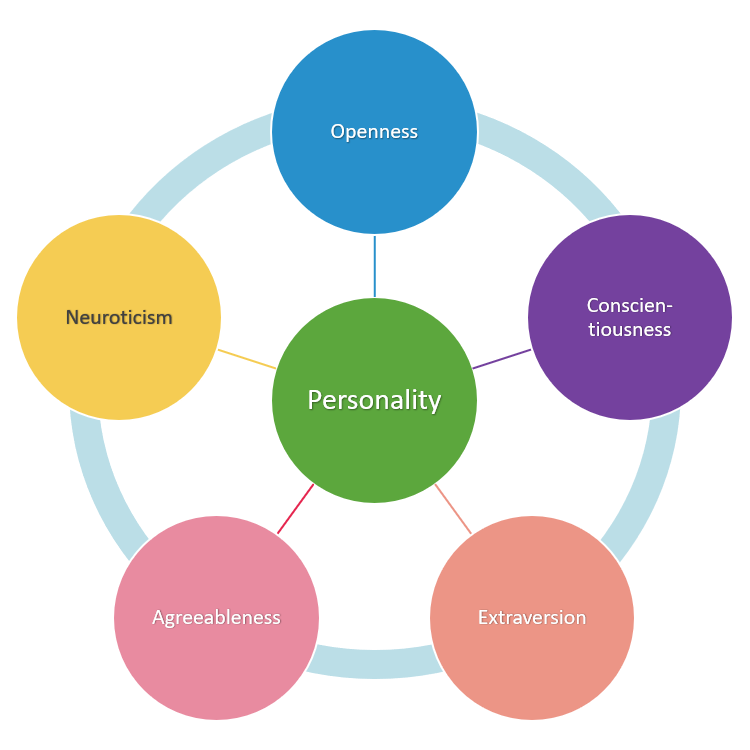 Openness
Neuroticism
Conscien-
tiousness
Personality
Agreeableness
Extraversion